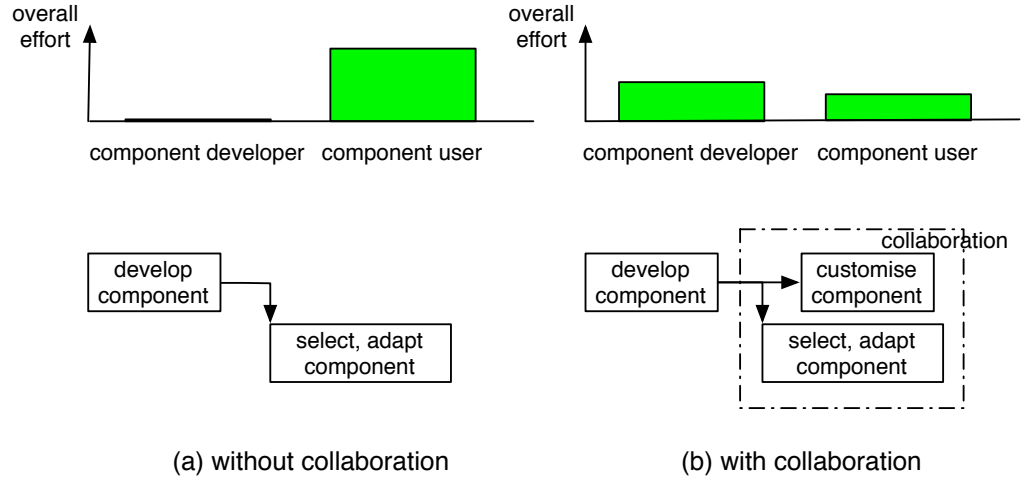 overall
effort
component developer
component user
develop
component
select, adapt
component
(a) without collaboration
overall
effort
component developer
component user
collaboration
develop
component
customise
component
select, adapt
component
(b) with collaboration